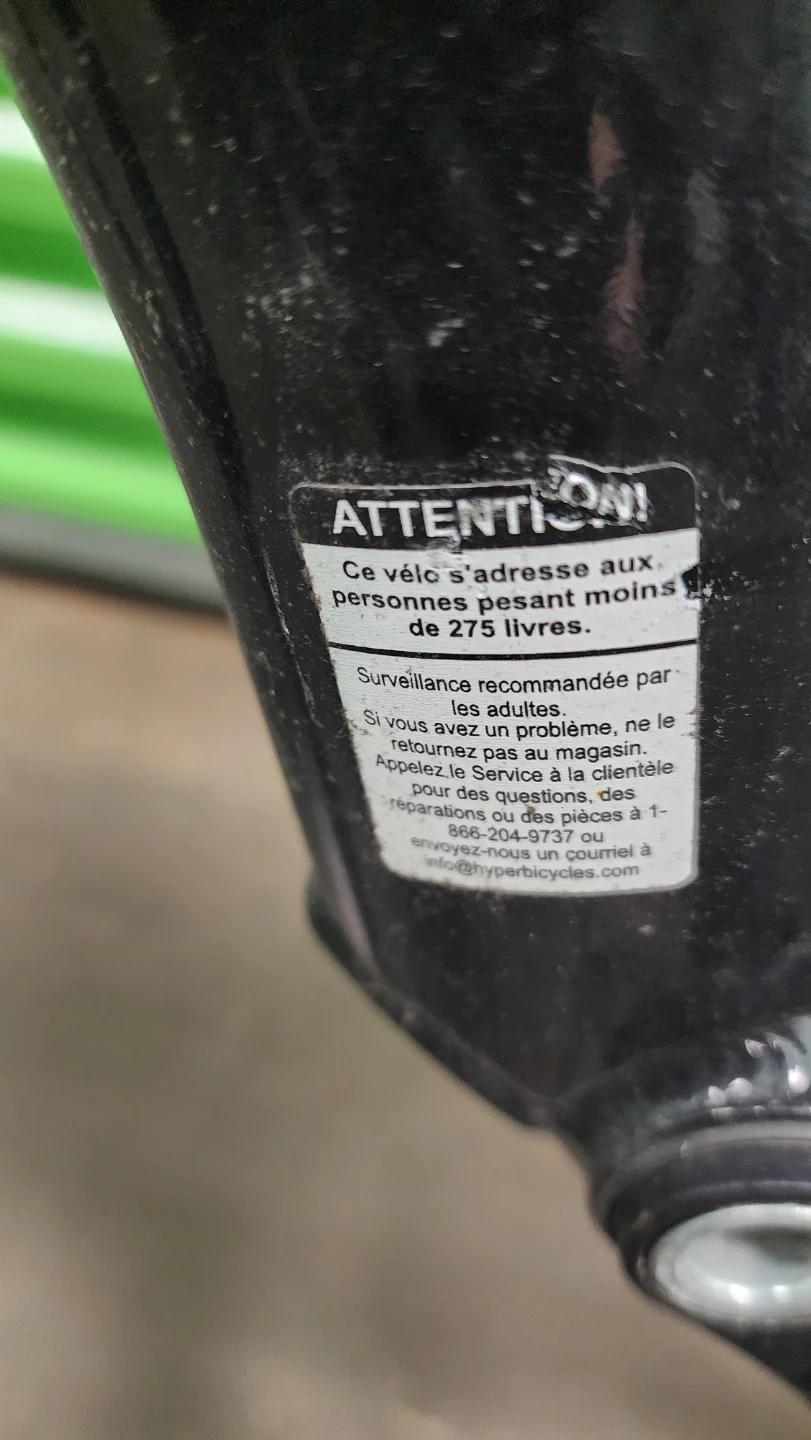 ATTENTION!
Ce vélo s'adresse aux
personnes pesant moins
de 275 livres.
Surveillance recommandée par
les adultes.
Si vous avez un problème, ne le
retournez pas au magasin.
Appelez le Service à la clientèle
pour des questions, des
réparations ou des pièces à 1-
866-204-9737 ou
envoyez-nous un courriel à
info@hyperbicycles.com